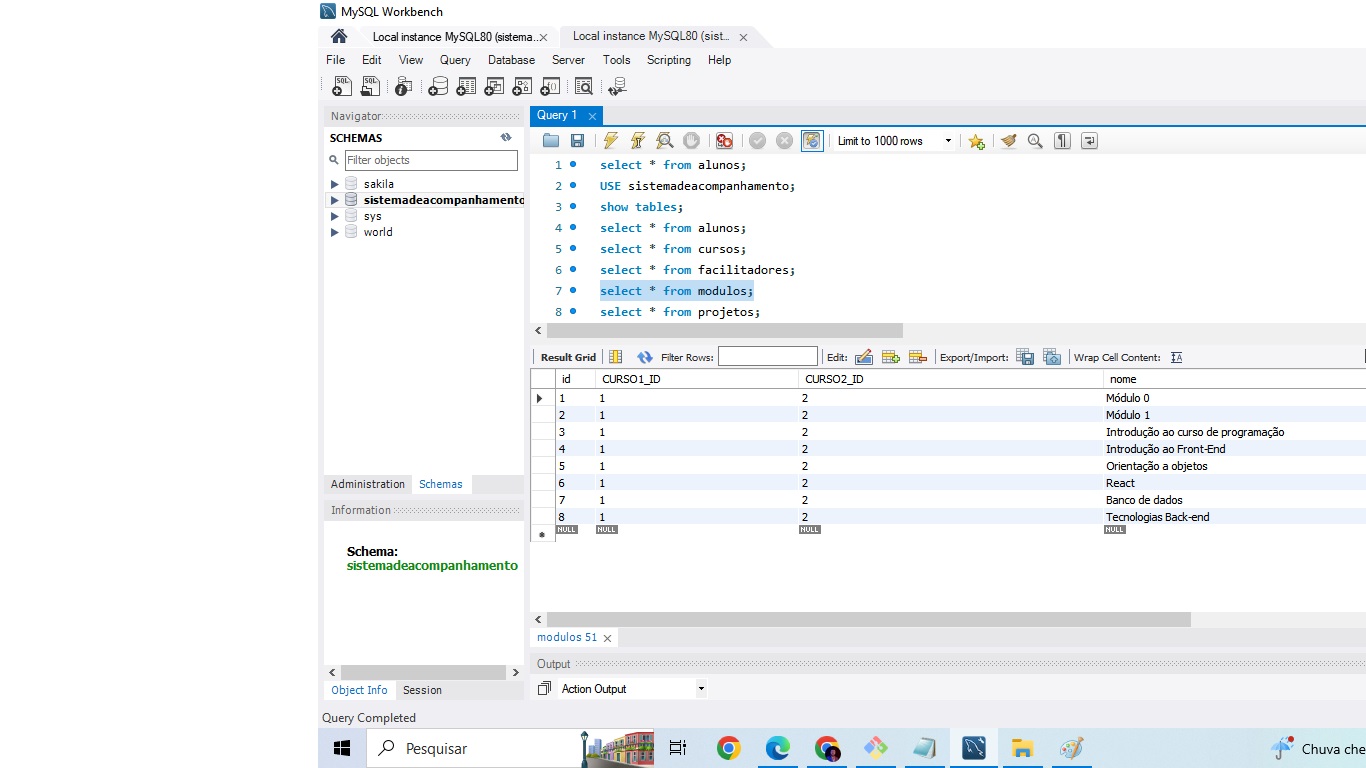 MySQL Workbench
Local instance MySQL80 (sistema... Local instance MySQL80 (sist...
File Edit View Query Database Server Tools Scripting Help
Navigator
SCHEMAS
Filter objects
sakila
sistemadeacompanhamento
sys
world
Administration Schemas
Information
Schema:
sistemadeacompanhamento
Object Info Session
Query 1
Limit to 1000 rows
1 select * from alunos;
2 USE sistemadeacompanhamento;
3 show tables;
4 select * from alunos;
5 select * from cursos;
6 select * from facilitadores;
7 select * from modulos;
8 select * from projetos;
Result Grid Filter Rows: Edit: Export/Import: Wrap Cell Content:
id CURSO1_ID CURSO2_ID nome
1 1 2 Módulo 0
2 1 2 Módulo 1
3 1 2 Introdução ao curso de programação
4 1 2 Introdução ao Front-End
5 1 2 Orientação a objetos
6 1 2 React
7 1 2 Banco de dados
8 1 2 Tecnologias Back-end
NULL NULL NULL NULL
modulos 51
Output
Action Output
Query Completed
Pesquisar
Chuva che